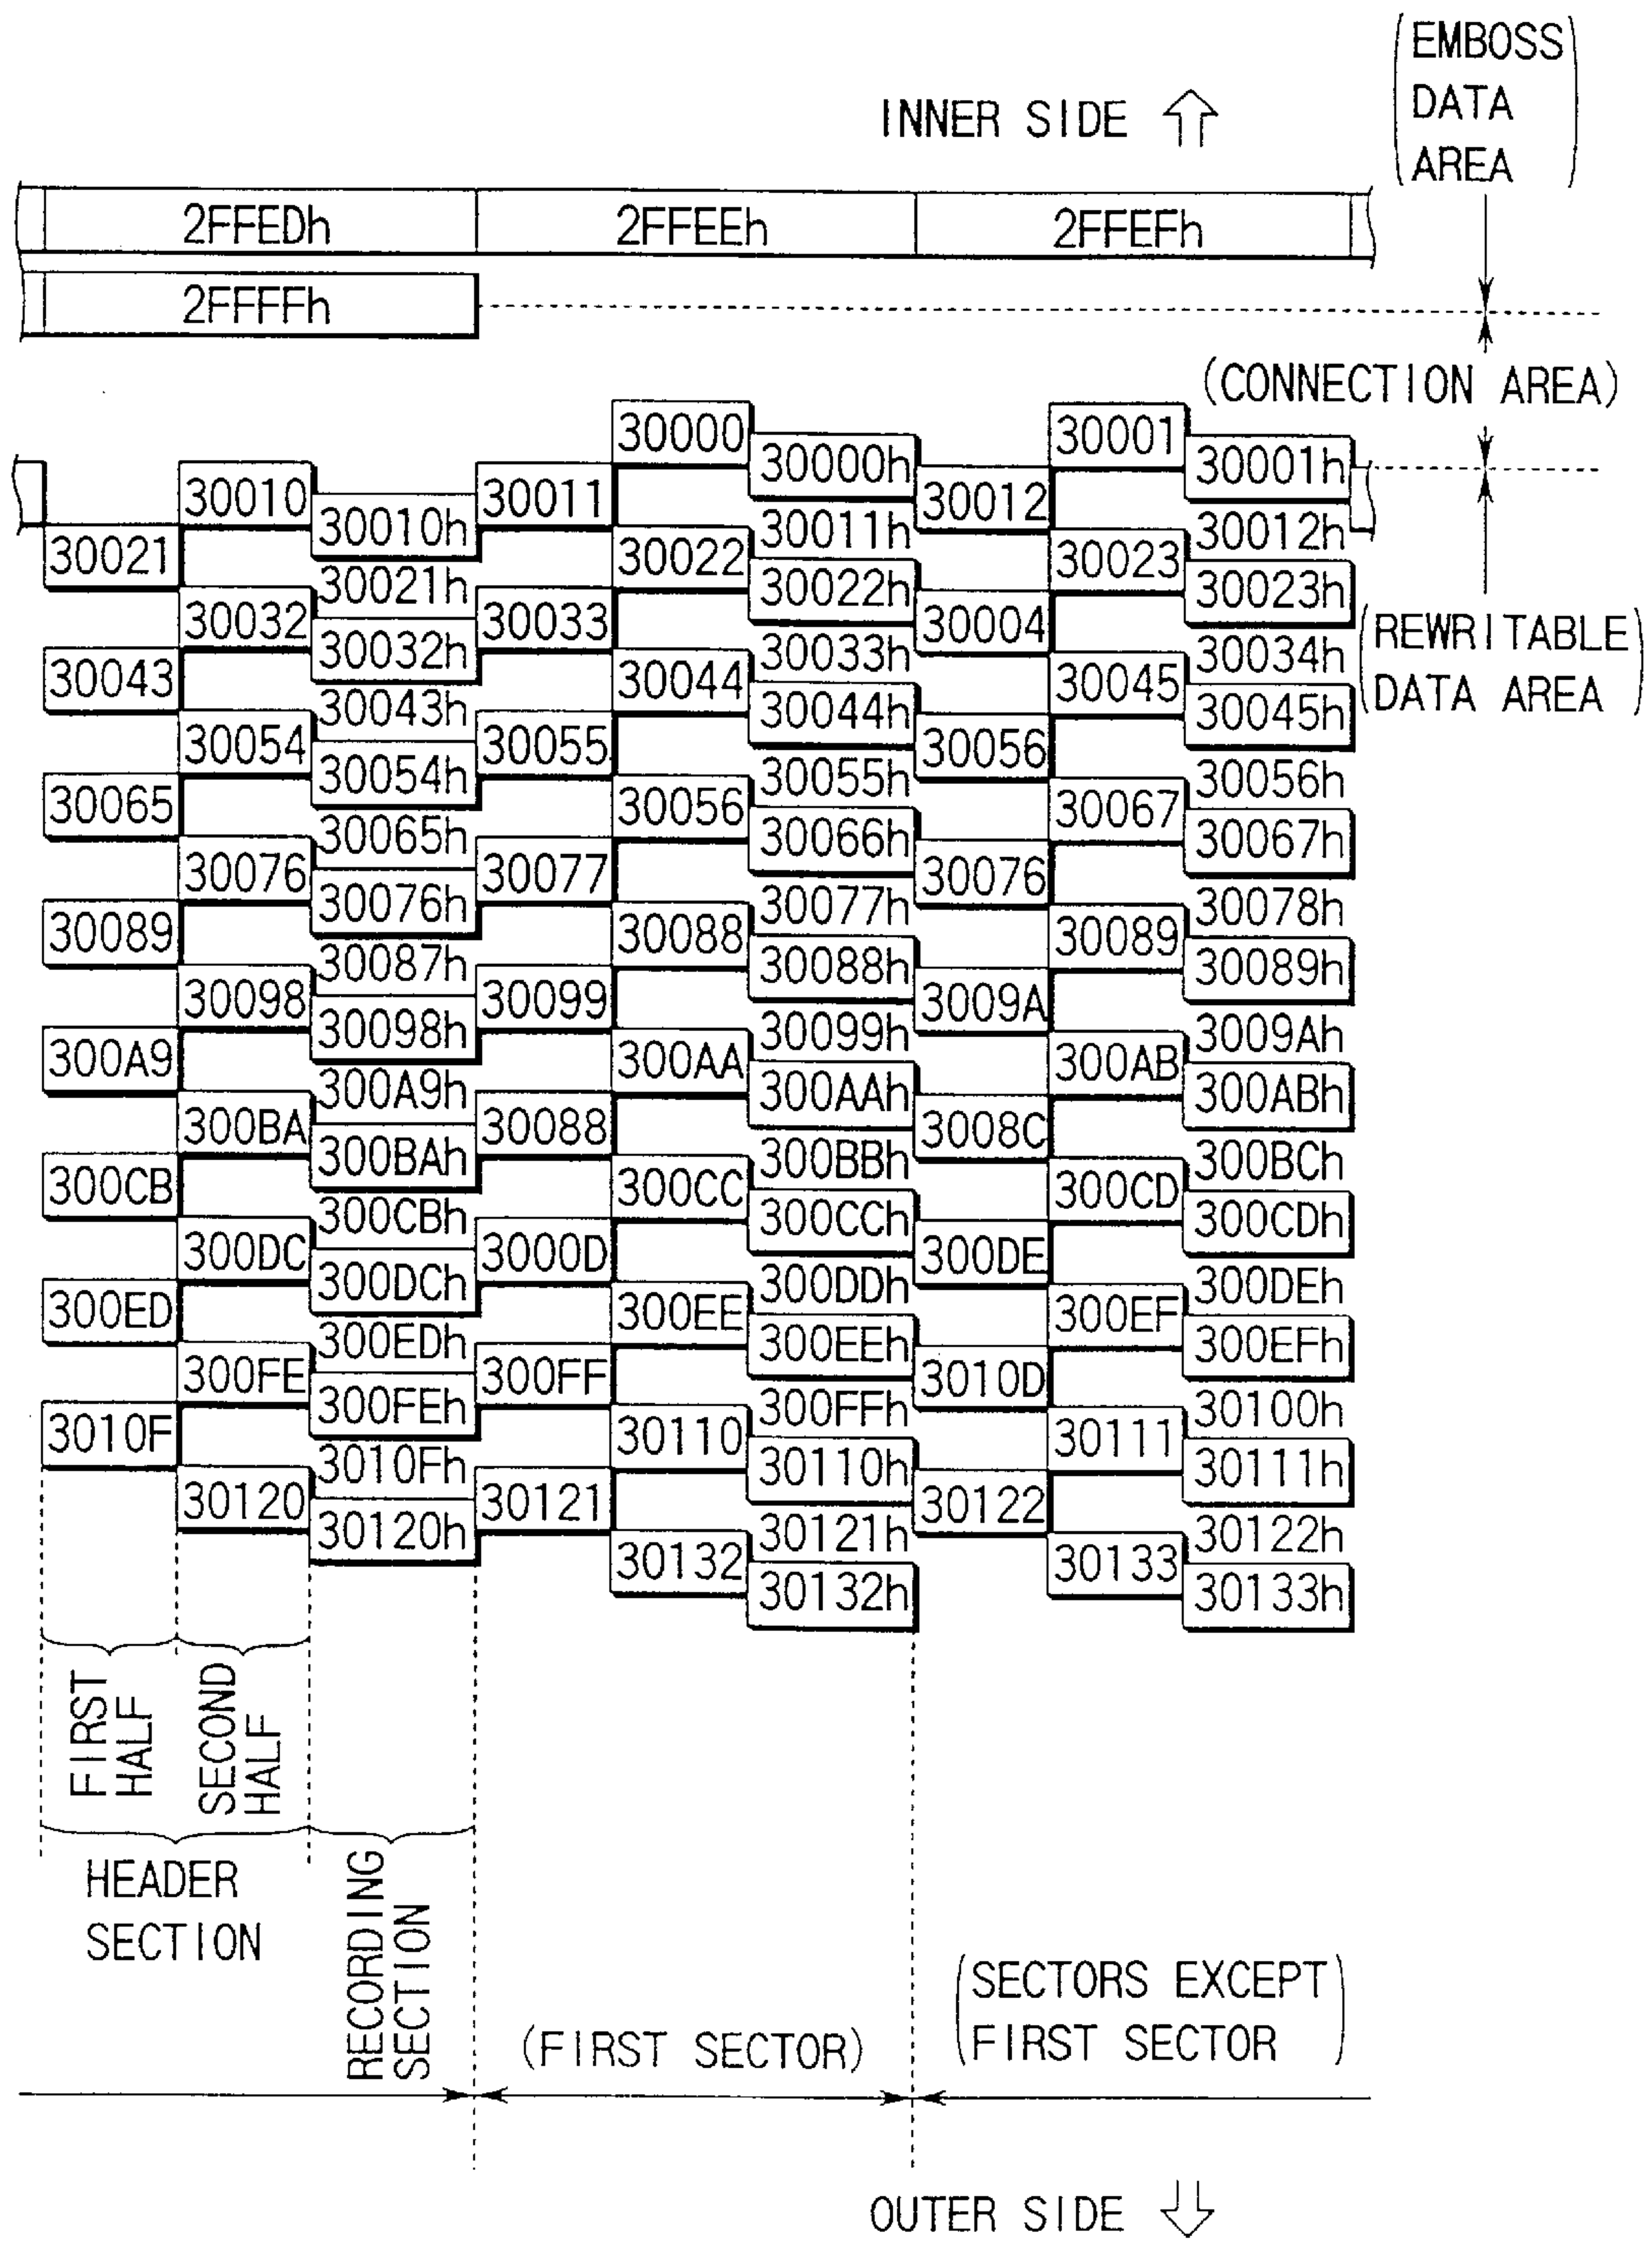 EMBOSS
DATA
AREA
INNER SIDE
2FFEDh 2FFEEh 2FFEFh
2FFFFh
(CONNECTION AREA)
30000 30001
30000h 30001h
30010 30011 30012
30010h 30011h 30012h
30021 30022 30023
30021h 30022h 30023h
30032 30033 30004
(REWRITABLE
DATA AREA)
30032h 30033h 30034h
30043 30044 30045
30043h 30044h 30045h
30054 30055 30056
30054h 30055h 30056h
30065 30056 30067
30065h 30066h 30067h
30076 30077 30076
30076h 30077h 30078h
30089 30088 30089
30087h 30088h 30089h
30098 30099 3009A
30098h 30099h 3009Ah
300A9 300AA 300AB
300A9h 300AAh 300ABh
300BA 30088 3008C
300BAh 300BBh 300BCh
300CB 300CC 300CD
300CBh 300CCh 300CDh
300DC 3000D 300DE
300DCh 300DDh 300DEh
300ED 300EE 300EF
300EDh 300EEh 300EFh
300FE 300FF 3010D
300FEh 300FFh 30100h
3010F 30110 30111
3010Fh 30110h 30111h
30120 30121 30122
30120h 30121h 30122h
30132 30133
30132h 30133h
FIRST
HALF
SECOND
HALF
HEADER
SECTION
RECORDING
SECTION
(FIRST SECTOR)
(SECTORS EXCEPT
FIRST SECTOR)
OUTER SIDE